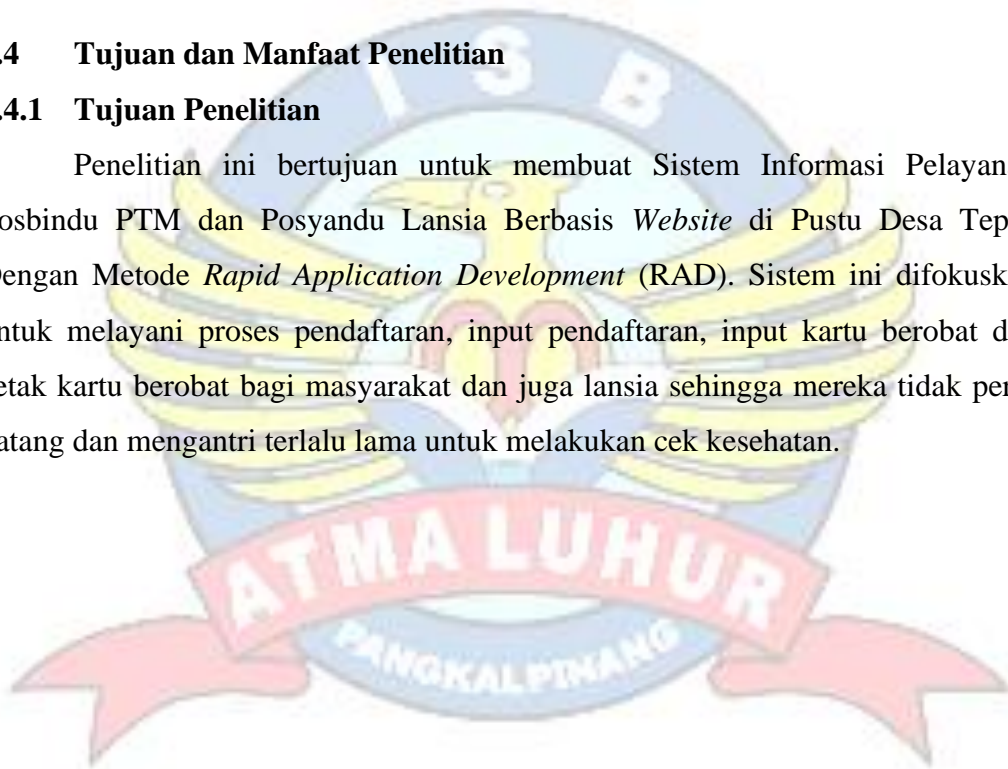 .4 Tujuan dan Manfaat Penelitian
.4.1 Tujuan Penelitian
Penelitian ini bertujuan untuk membuat Sistem Informasi Pelayan
osbindu PTM dan Posyandu Lansia Berbasis Website di Pustu Desa Tep
Dengan Metode Rapid Application Development (RAD). Sistem ini difokusk
ntuk melayani proses pendaftaran, input pendaftaran, input kartu berobat d
etak kartu berobat bagi masyarakat dan juga lansia sehingga mereka tidak per
atang dan mengantri terlalu lama untuk melakukan cek kesehatan.
I S B
ATMA LUHUR
PANGKALPINANG